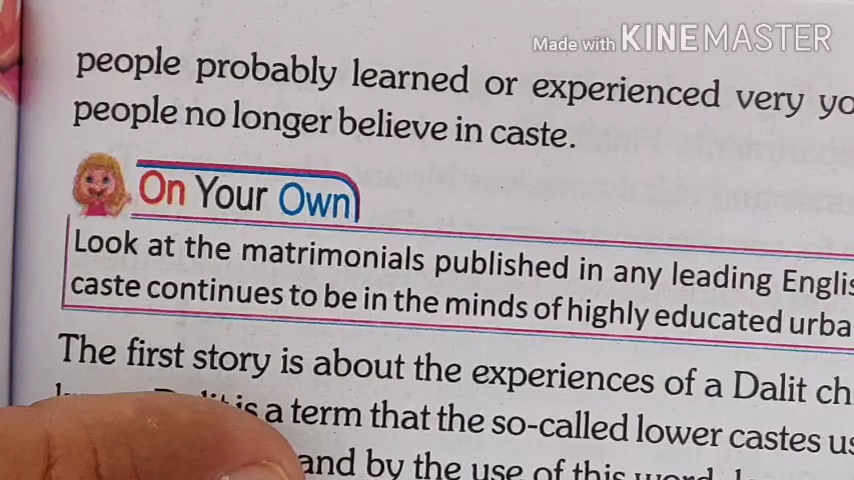 Made with KINEMASTER
people probably learned or experienced very yo
people no longer believe in caste.
On Your Own
Look at the matrimonials published in any leading Englis
caste continues to be in the minds of highly educated urba
The first story is about the experiences of a Dalit ch
Dalit is a term that the so-called lower castes us
and by the use of this word